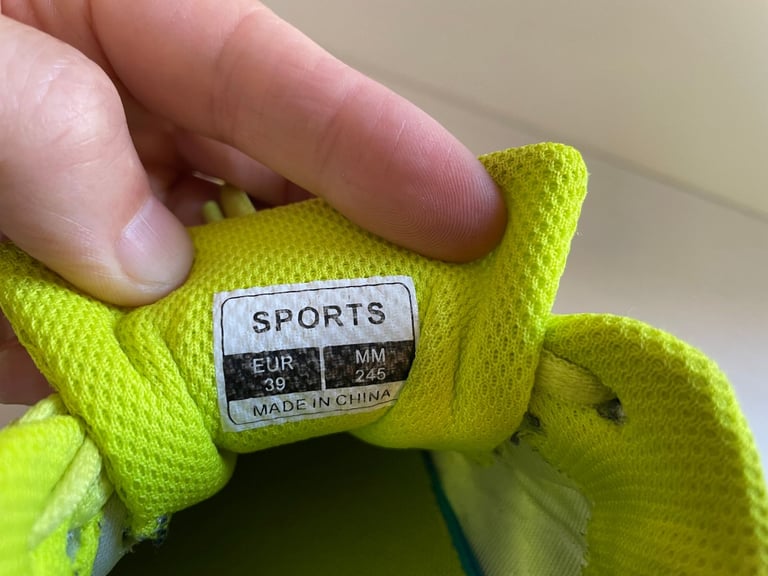 SPORTS
EUR MM
39 245
MADE IN CHINA